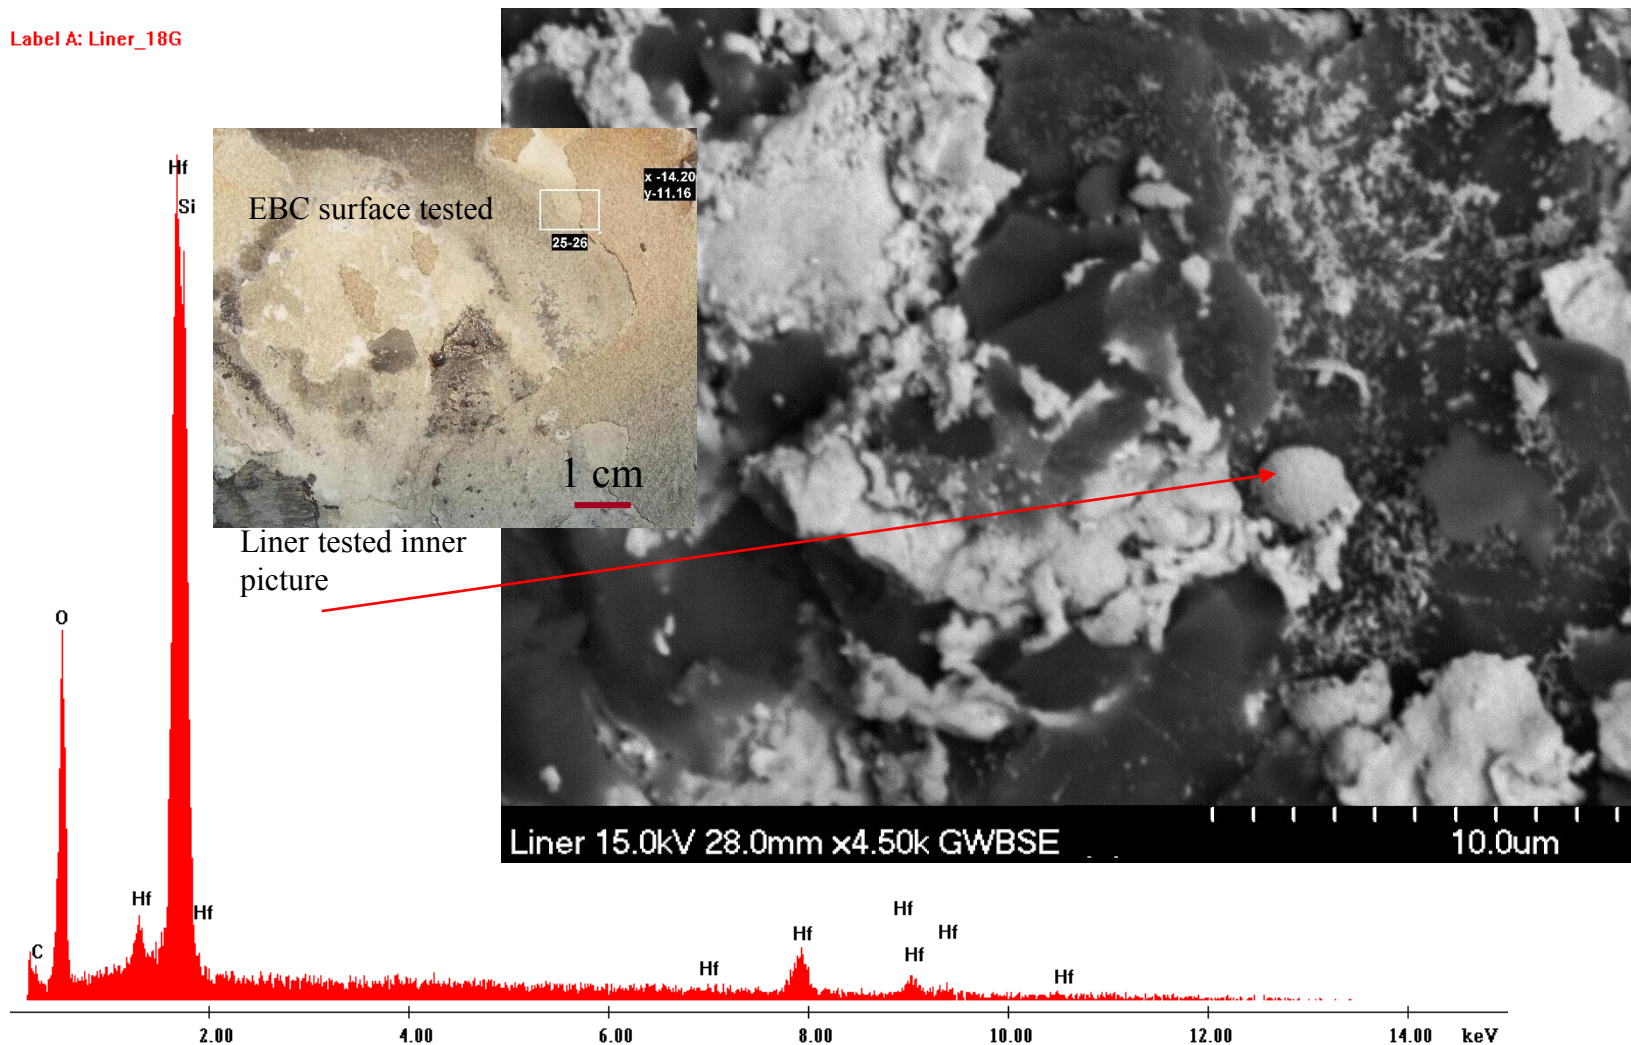 Label A: Liner_18G
Hf
Si
EBC surface tested
x -14.20
y-11.16
25-26
1 cm
Liner tested inner
picture
O
Liner 15.0kV 28.0mm x4.50k GWBSE
10.0um
C
Hf
Hf
Hf
Hf
Hf
Hf
Hf
Hf
2.00 4.00 6.00 8.00 10.00 12.00 14.00 keV